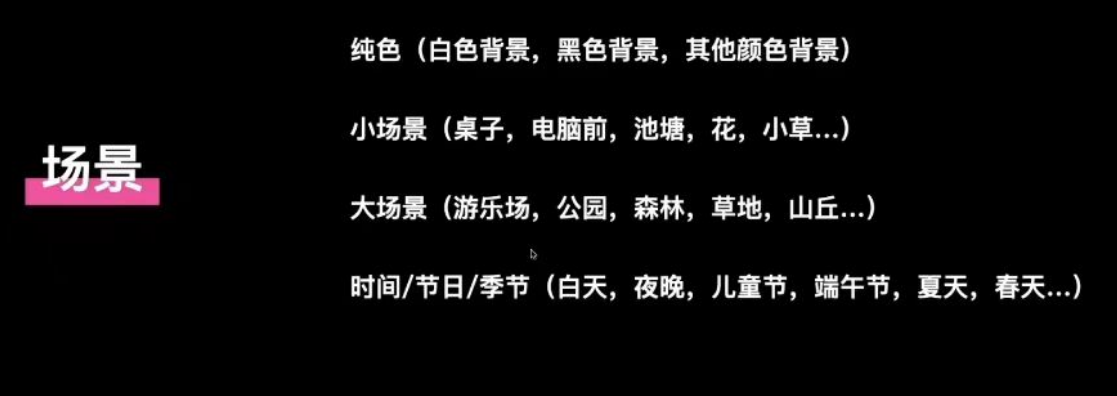 纯色（白色背景，黑色背景，其他颜色背景）
小场景（桌子，电脑前，池塘，花，小草...）
场景
大场景（游乐场，公园，森林，草地，山丘...）
时间/节日/季节（白天，夜晚，儿童节，端午节，夏天，春天...）